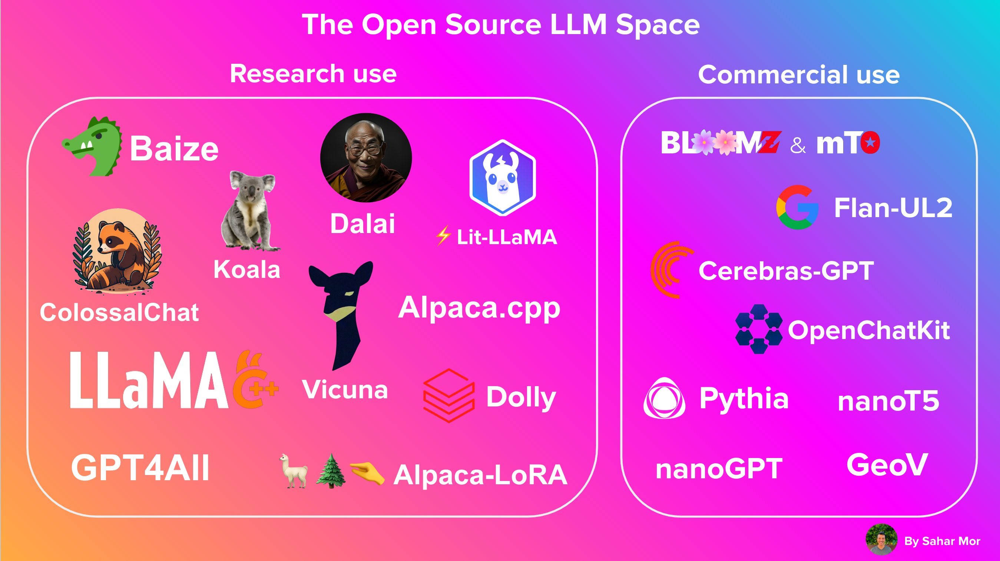 The Open Source LLM Space
Research use
Baize
Dalai
⚡ Lit-LLaMA
Koala
ColossalChat
Alpaca.cpp
LLaMA C++
Vicuna
Dolly
GPT4All
Alpaca-LoRA
Commercial use
BLOOMZ & mT0
Flan-UL2
Cerebras-GPT
OpenChatKit
Pythia
nanoT5
nanoGPT
GeoV
By Sahar Mor